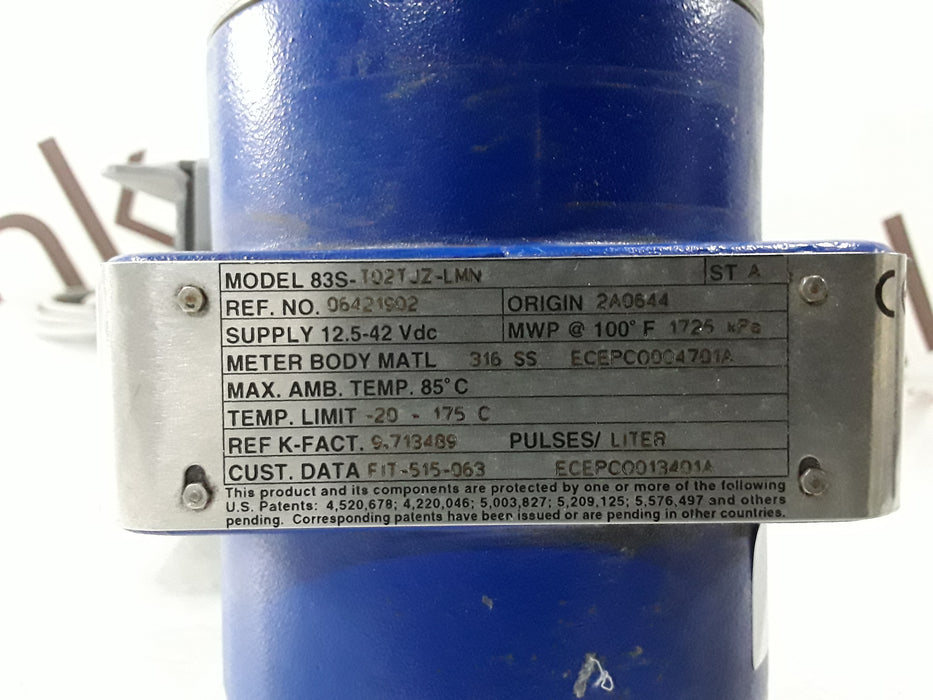 MODEL 83S-T02TJZ-LMN ST A
REF. NO. 06421902 ORIGIN 2A0644
SUPPLY 12.5-42 Vdc MWP @ 100° F 1725 kPa
METER BODY MATL 316 SS ECEPC0004701A
MAX. AMB. TEMP. 85° C
TEMP. LIMIT -20 - 175 C
REF K-FACT. 9.713489 PULSES/ LITER
CUST. DATA FIT-515-063 ECEPC0013401A
This product and its components are protected by one or more of the following
U.S. Patents: 4,520,678; 4,220,046; 5,003,827; 5,209,125; 5,576,497 and others
pending. Corresponding patents have been issued or are pending in other countries.